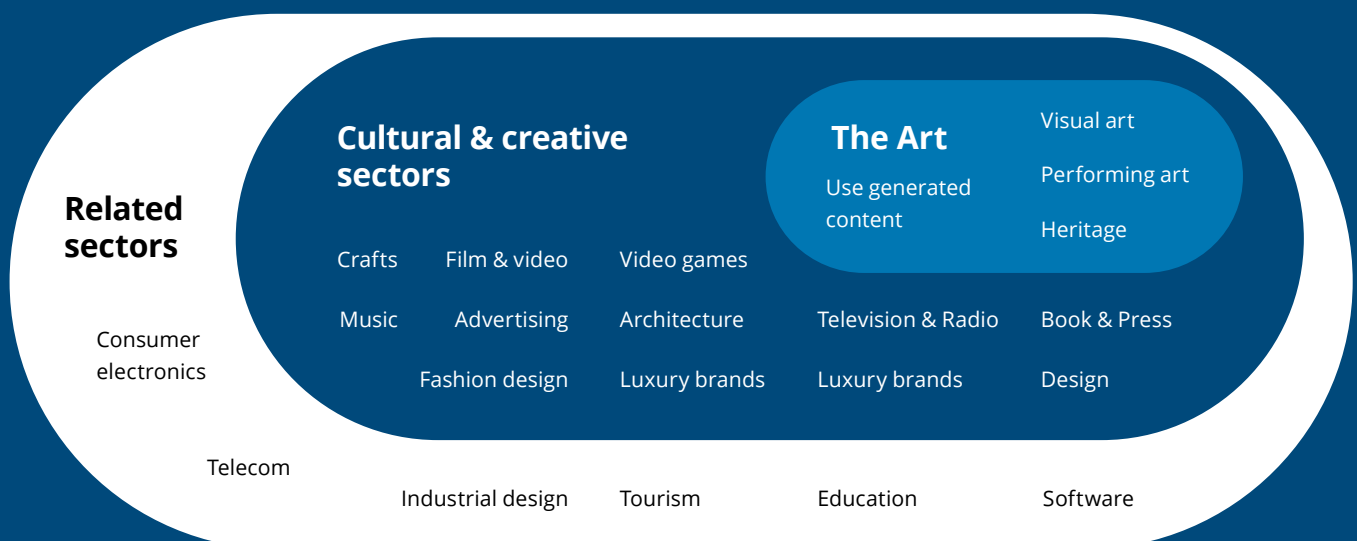 Related
sectors
Consumer
electronics
Telecom
Industrial design
Tourism
Education
Software
Cultural & creative
sectors
Crafts
Film & video
Video games
Music
Advertising
Architecture
Television & Radio
Book & Press
Fashion design
Luxury brands
Luxury brands
Design
The Art
Use generated
content
Visual art
Performing art
Heritage